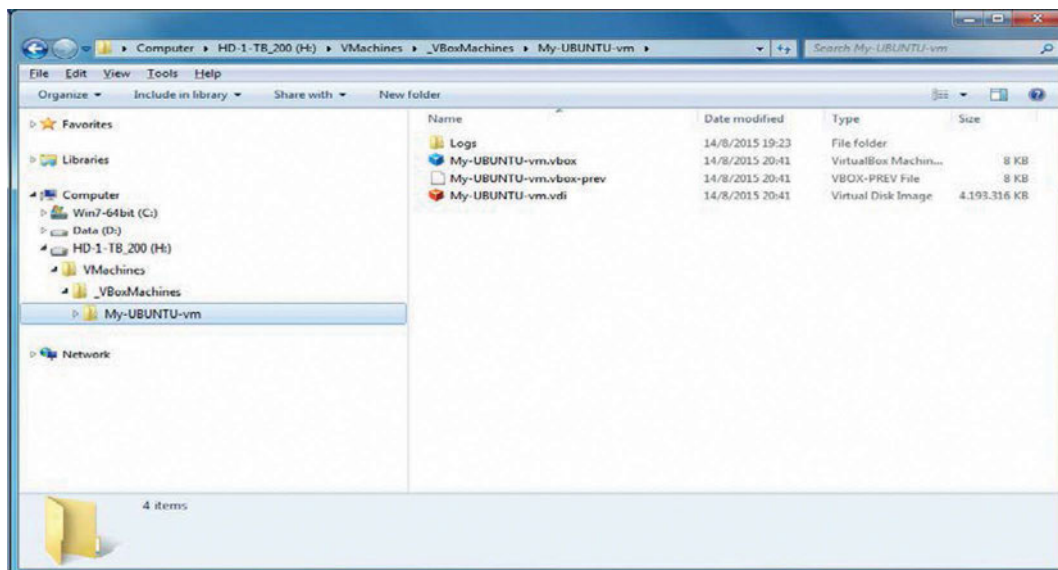 Computer HD-1-TB_200 (H:) VMachines _VBoxMachines My-UBUNTU-vm Search My-UBUNTU-vm
File Edit View Tools Help
Organize Include in library Share with New folder
Favorites
Libraries
Computer
Win7-64bit (C:)
Data (D:)
HD-1-TB_200 (H:)
VMachines
_VBoxMachines
My-UBUNTU-vm
Network
Name Date modified Type Size
Logs 14/8/2015 19:23 File folder
My-UBUNTU-vm.vbox 14/8/2015 20:41 VirtualBox Machin... 8 KB
My-UBUNTU-vm.vbox-prev 14/8/2015 20:41 VBOX-PREV File 8 KB
My-UBUNTU-vm.vdi 14/8/2015 20:41 Virtual Disk Image 4.193.316 KB
4 items